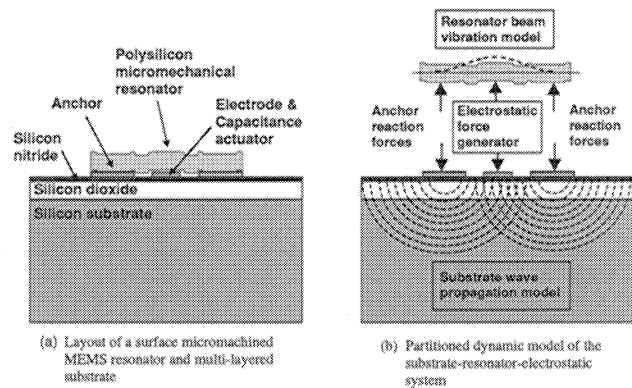 Polysilicon
micromechanical
resonator
Anchor
Electrode &
Capacitance
actuator
Silicon
nitride
Silicon dioxide
Silicon substrate
(a) Layout of a surface micromachined
MEMS resonator and multi-layered
substrate
Resonator beam
vibration model
Anchor
reaction
forces
Electrostatic
force
generator
Anchor
reaction
forces
Substrate wave
propagation model
(b) Partitioned dynamic model of the
substrate-resonator-electrostatic
system